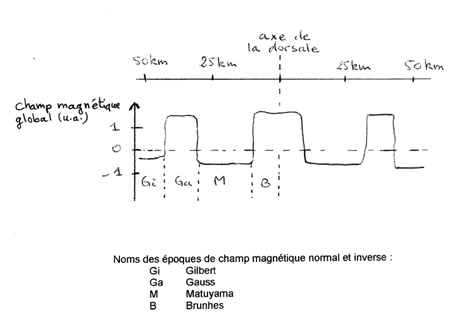 axe de
la dorsale
50km 25km 25km 50km
champ magnétique
global (u.a.)
1
0
-1
Gi Ga M B
Noms des époques de champ magnétique normal et inverse :
Gi Gilbert
Ga Gauss
M Matuyama
B Brunhes